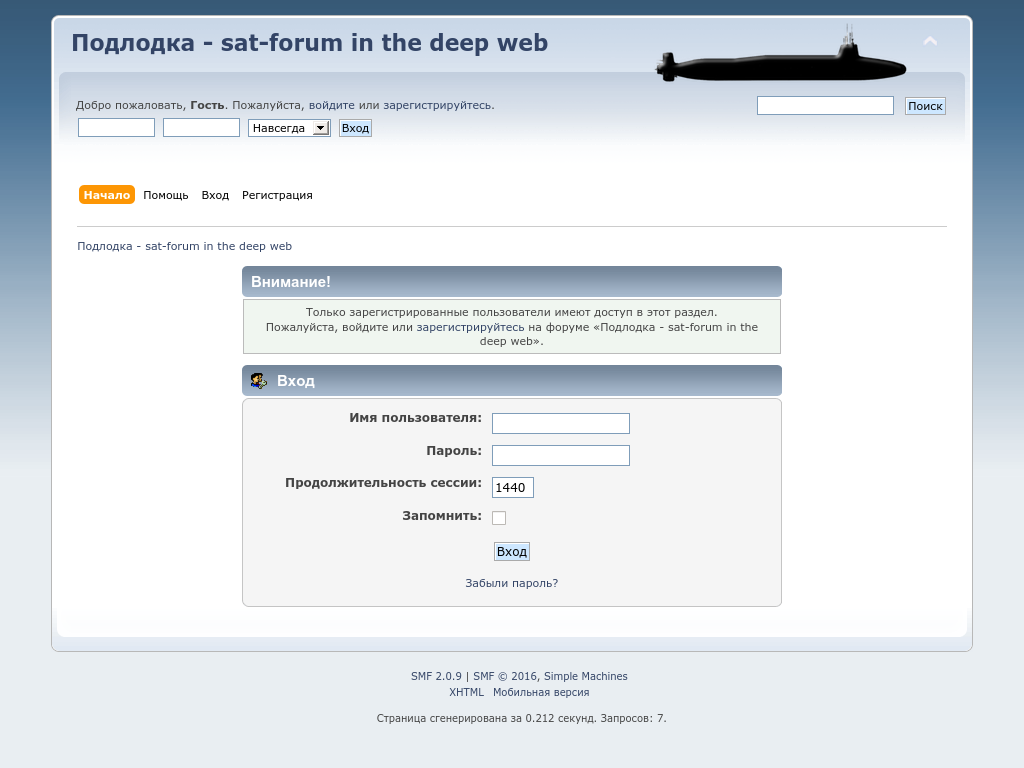 Подлодка - sat-forum in the deep web
Добро пожаловать, Гость. Пожалуйста, войдите или зарегистрируйтесь.
Поиск
Навсегда Вход
Начало Помощь Вход Регистрация
Подлодка - sat-forum in the deep web
Внимание!
Только зарегистрированные пользователи имеют доступ в этот раздел.
Пожалуйста, войдите или зарегистрируйтесь на форуме «Подлодка - sat-forum in the
deep web».
Вход
Имя пользователя:
Пароль:
Продолжительность сессии: 1440
Запомнить:
Вход
Забыли пароль?
SMF 2.0.9 | SMF © 2016, Simple Machines
XHTML Мобильная версия
Страница сгенерирована за 0.212 секунд. Запросов: 7.